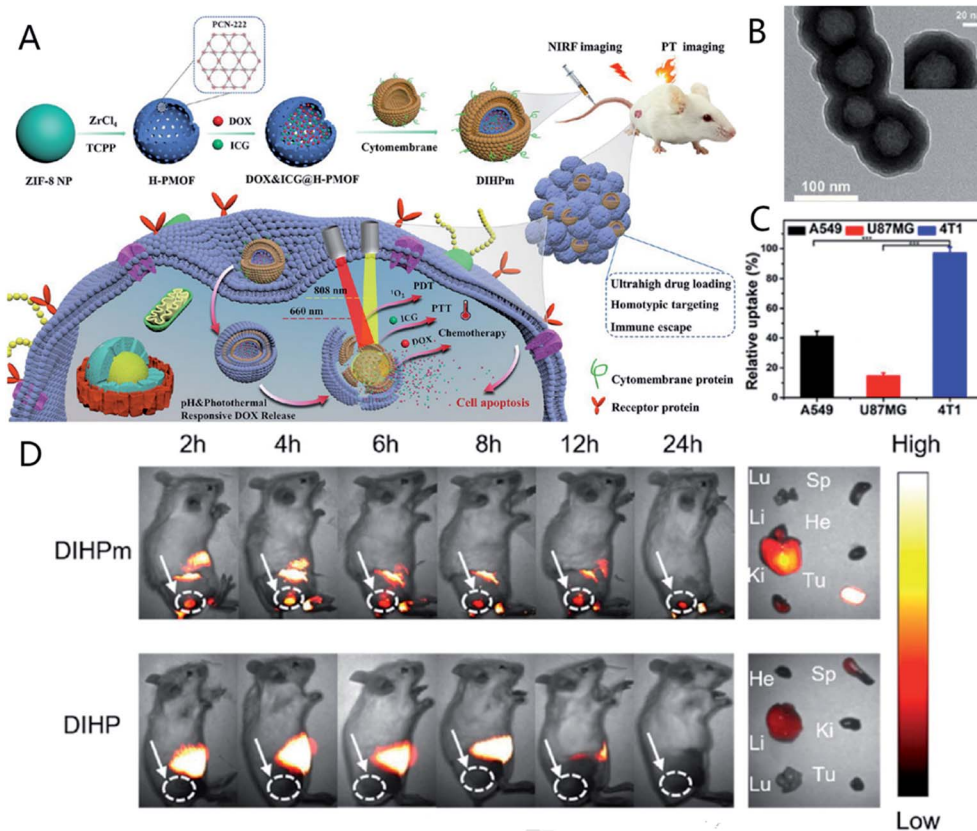 A
PCN-222
ZrCl₄
TCPP
DOX
ICG
Cytomembrane
NIRF imaging
PT imaging
ZIF-8 NP
H-PMOF
DOX&ICG@H-PMOF
DIHPm
808 nm
660 nm
¹O₂
PDT
ICG
PTT
DOX
Chemotherapy
pH&Photothermal
Responsive DOX Release
Cell apoptosis
Ultrahigh drug loading
Homotypic targeting
Immune escape
Cytomembrane protein
Receptor protein
B
20 n
100 nm
C
A549
U87MG
4T1
***
***
Relative uptake (%)
100
80
60
40
20
0
A549
U87MG
4T1
D
2h
4h
6h
8h
12h
24h
High
DIHPm
Lu
Sp
Li
He
Ki
Tu
DIHP
He
Sp
Li
Ki
Lu
Tu
Low